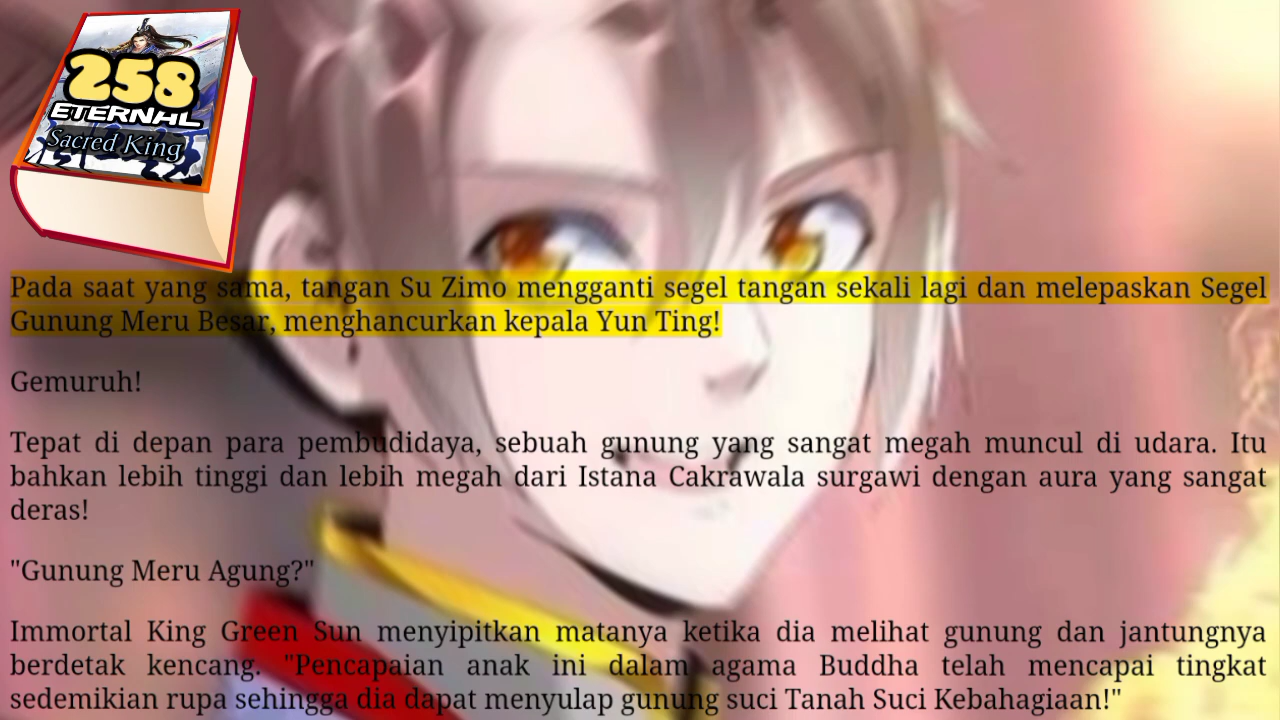 258
ETERNAL
Sacred King
Pada saat yang sama, tangan Su Zimo mengganti segel tangan sekali lagi dan melepaskan Segel
Gunung Meru Besar, menghancurkan kepala Yun Ting!
Gemuruh!
Tepat di depan para pembudidaya, sebuah gunung yang sangat megah muncul di udara. Itu
bahkan lebih tinggi dan lebih megah dari Istana Cakrawala surgawi dengan aura yang sangat
deras!
"Gunung Meru Agung?"
Immortal King Green Sun menyipitkan matanya ketika dia melihat gunung dan jantungnya
berdetak kencang. "Pencapaian anak ini dalam agama Buddha telah mencapai tingkat
sedemikian rupa sehingga dia dapat menyulap gunung suci Tanah Suci Kebahagiaan!"